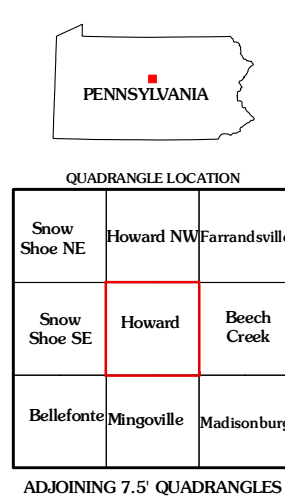 PENNSYLVANIA
QUADRANGLE LOCATION
Snow
Shoe NE
Howard NW
Farrandsville
Snow
Shoe SE
Howard
Beech
Creek
Bellefonte
Mingoville
Madisonburg
ADJOINING 7.5' QUADRANGLES